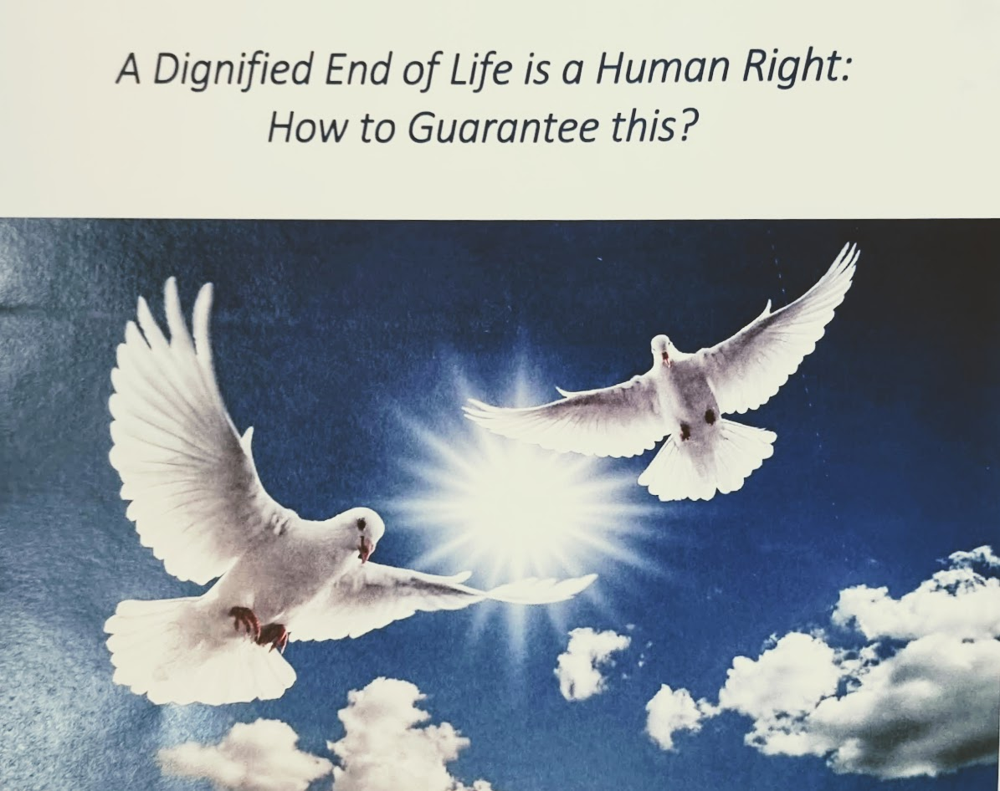 A Dignified End of Life is a Human Right:
How to Guarantee this?